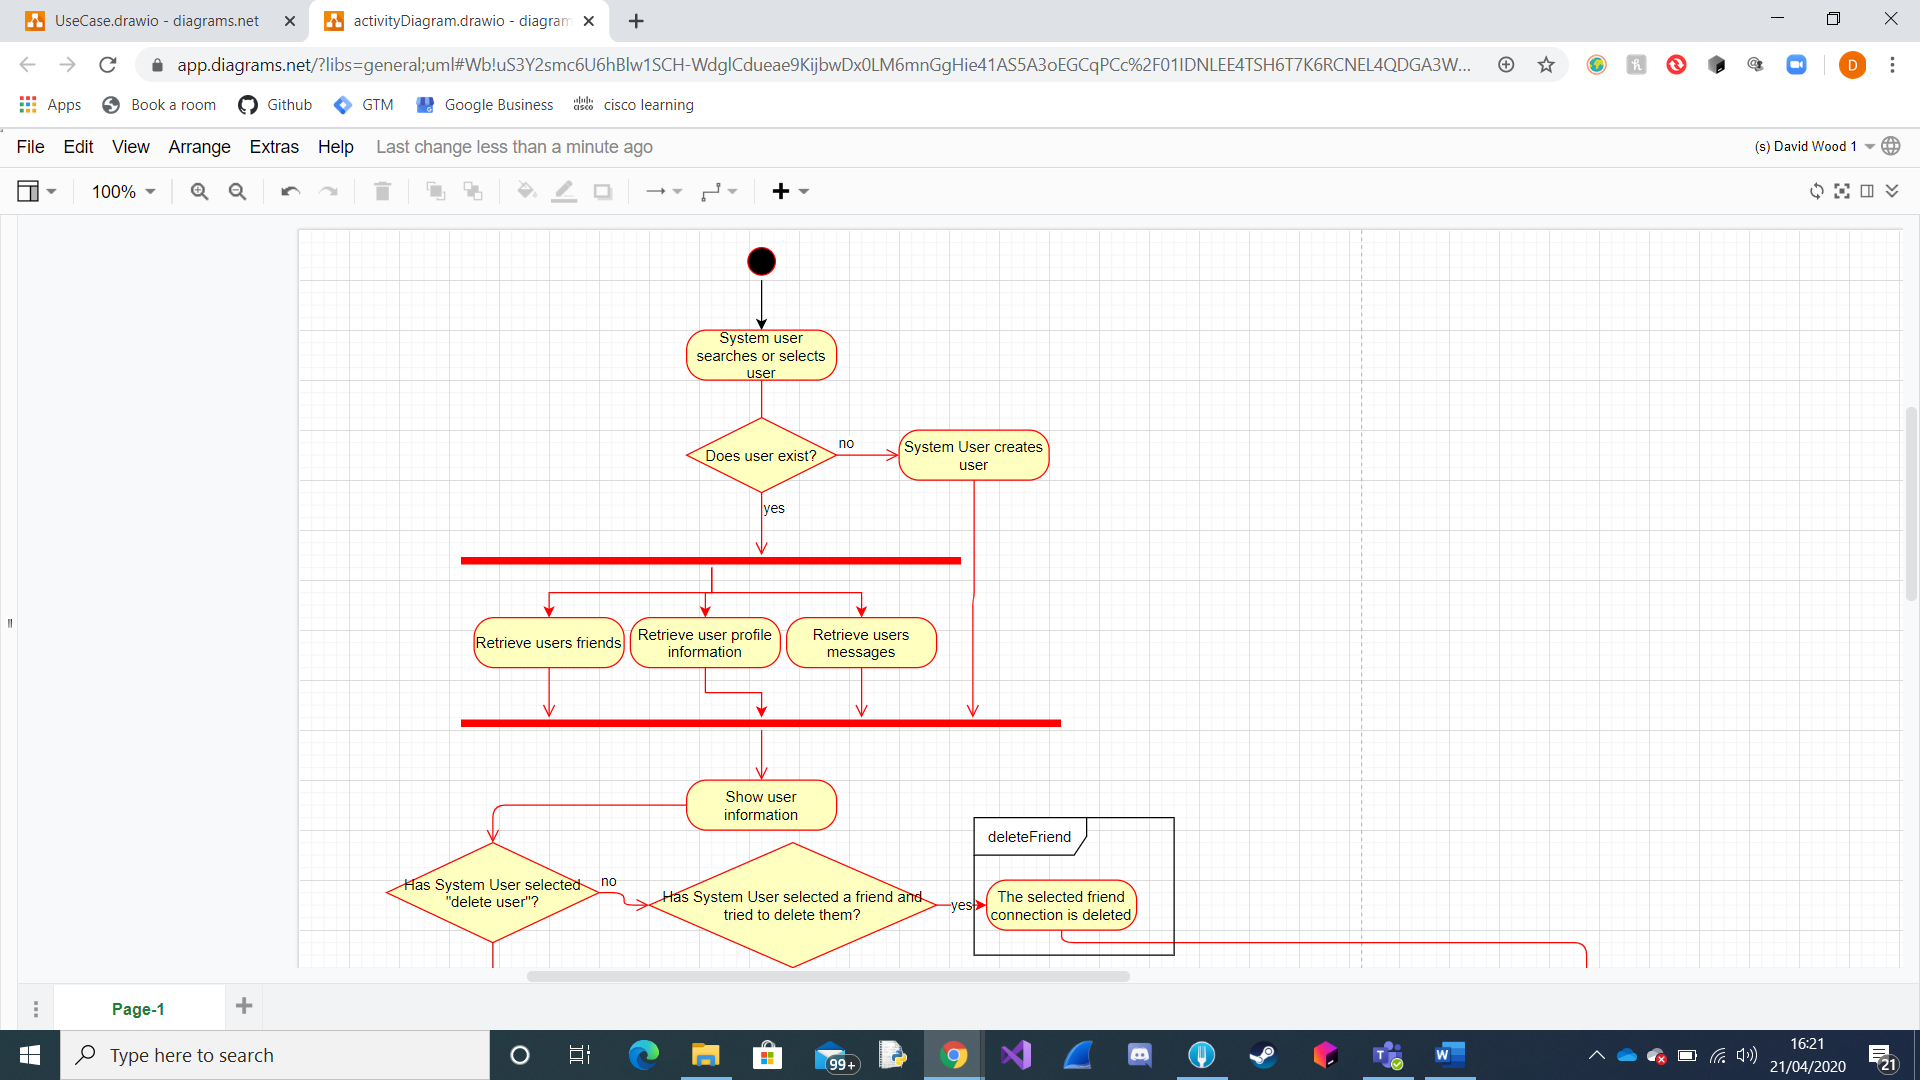 UseCase.drawio - diagrams.net
activityDiagram.drawio - diagram
app.diagrams.net/?libs=general;uml#Wb!uS3Y2smc6U6hBlw1SCH-WdglCdueae9KijbwDx0LM6mnGgHie41AS5A3oEGCqPCc%2F01IDNLEE4TSH6T7K6RCNEL4QDGA3W...
D
Apps
Book a room
Github
GTM
Google Business
cisco learning
File
Edit
View
Arrange
Extras
Help
Last change less than a minute ago
(s) David Wood 1
100%
System user
searches or selects
user
Does user exist?
no
System User creates
user
yes
Retrieve users friends
Retrieve user profile
information
Retrieve users
messages
Show user
information
deleteFriend
Has System User selected
"delete user"?
no
Has System User selected a friend and
tried to delete them?
yes
The selected friend
connection is deleted
Page-1
Type here to search
99+
16:21
21/04/2020
21